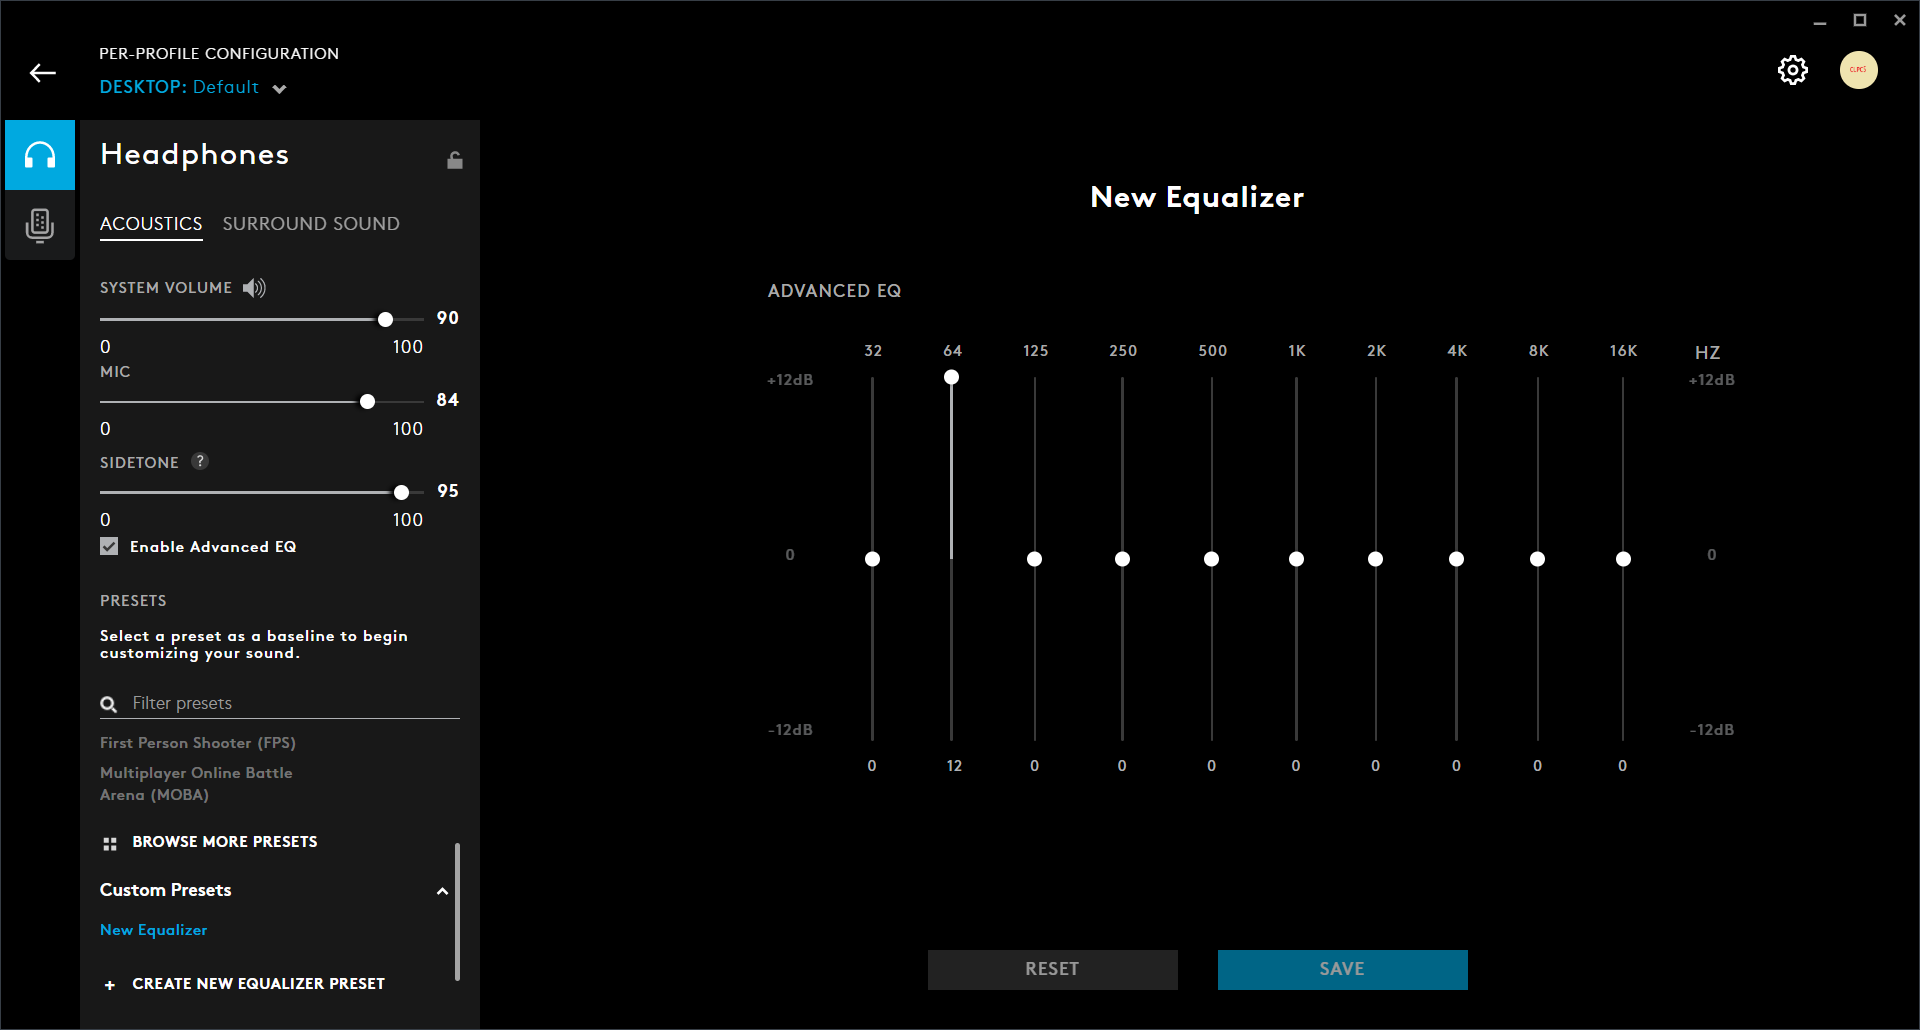 PER-PROFILE CONFIGURATION
DESKTOP: Default
CLPCS
Headphones
ACOUSTICS SURROUND SOUND
SYSTEM VOLUME
90
0 100
MIC
84
0 100
SIDETONE ?
95
0 100
Enable Advanced EQ
PRESETS
Select a preset as a baseline to begin
customizing your sound.
Filter presets
First Person Shooter (FPS)
Multiplayer Online Battle
Arena (MOBA)
BROWSE MORE PRESETS
Custom Presets
New Equalizer
+ CREATE NEW EQUALIZER PRESET
New Equalizer
ADVANCED EQ
32 64 125 250 500 1K 2K 4K 8K 16K HZ
+12dB +12dB
0 0
-12dB -12dB
0 12 0 0 0 0 0 0 0 0
RESET SAVE